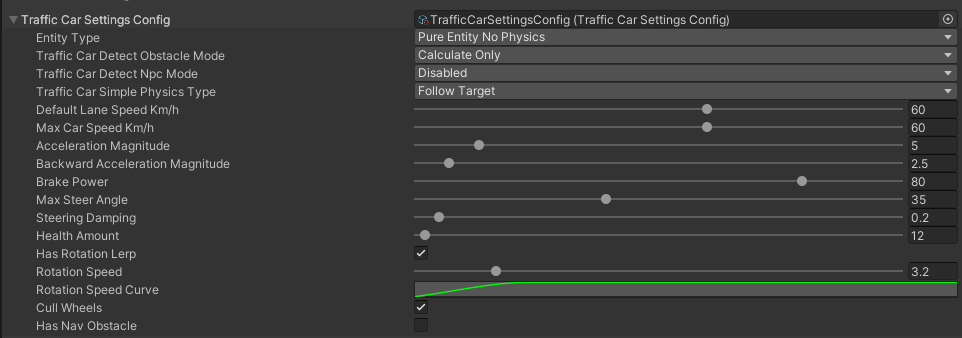 Traffic Car Settings Config TrafficCarSettingsConfig (Traffic Car Settings Config)
Entity Type Pure Entity No Physics
Traffic Car Detect Obstacle Mode Calculate Only
Traffic Car Detect Npc Mode Disabled
Traffic Car Simple Physics Type Follow Target
Default Lane Speed Km/h 60
Max Car Speed Km/h 60
Acceleration Magnitude 5
Backward Acceleration Magnitude 2.5
Brake Power 80
Max Steer Angle 35
Steering Damping 0.2
Health Amount 12
Has Rotation Lerp
Rotation Speed 3.2
Rotation Speed Curve
Cull Wheels
Has Nav Obstacle